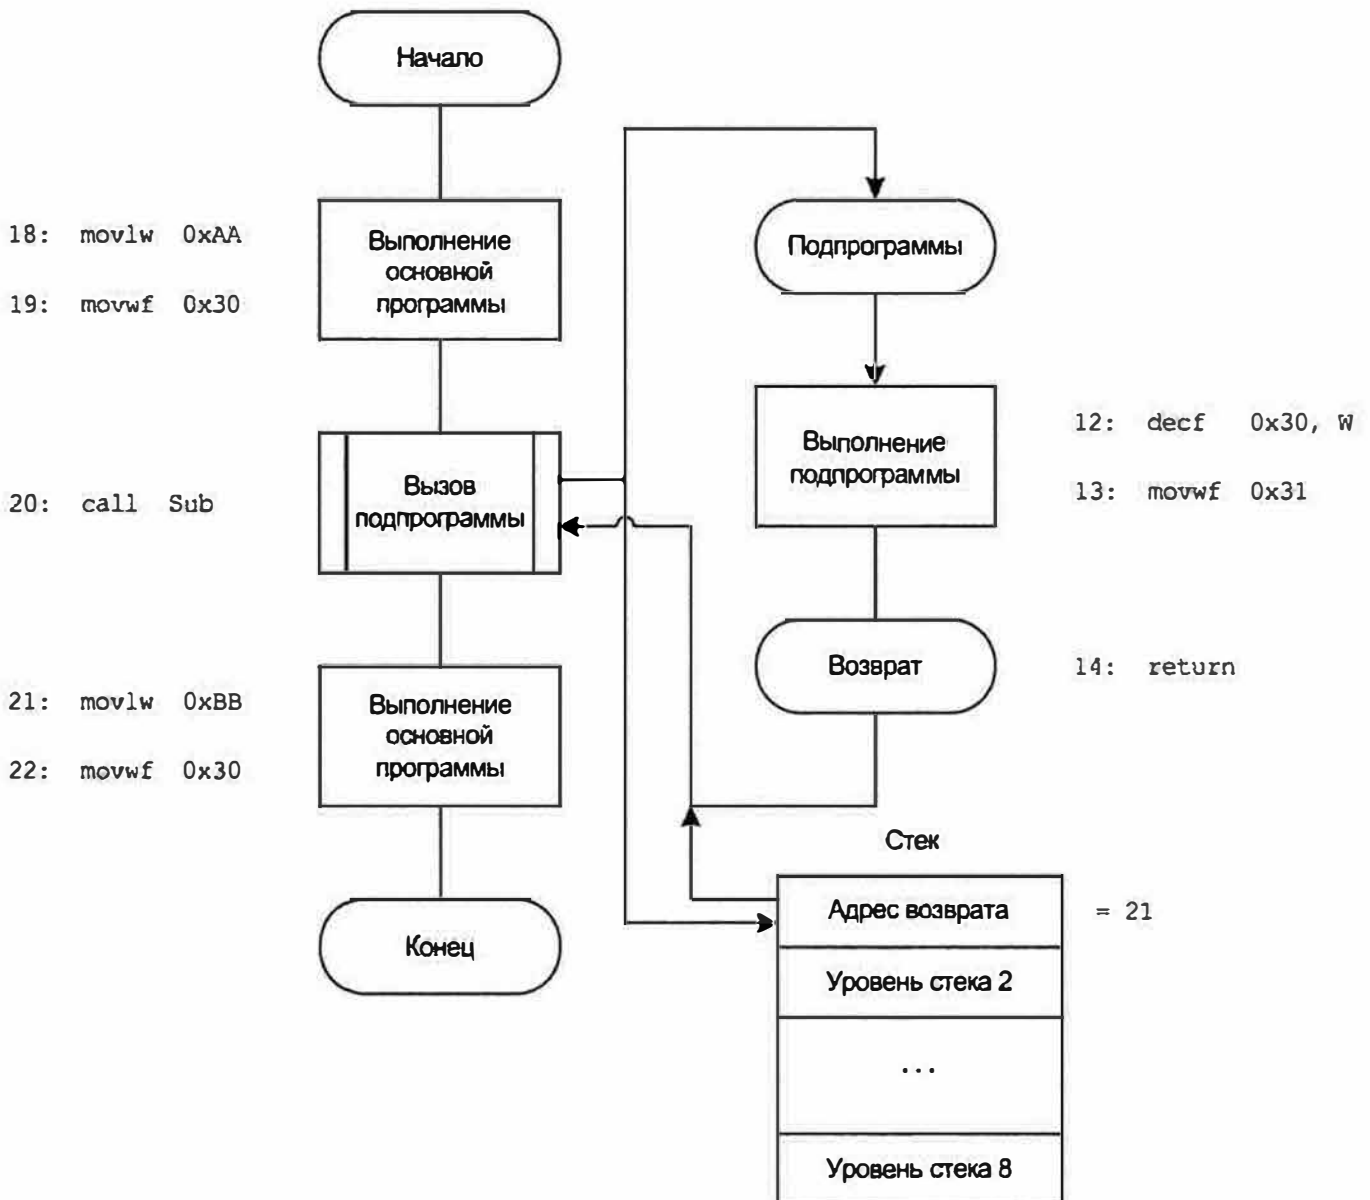 Начало
18: movlw 0xAA
19: movwf 0x30
Выполнение
основной
программы
Подпрограммы
20: call Sub
Вызов
подпрограммы
Выполнение
подпрограммы
12: decf 0x30, W
13: movwf 0x31
21: movlw 0xBB
22: movwf 0x30
Выполнение
основной
программы
Возврат
14: return
Стек
Адрес возврата = 21
Конец
Уровень стека 2
...
Уровень стека 8